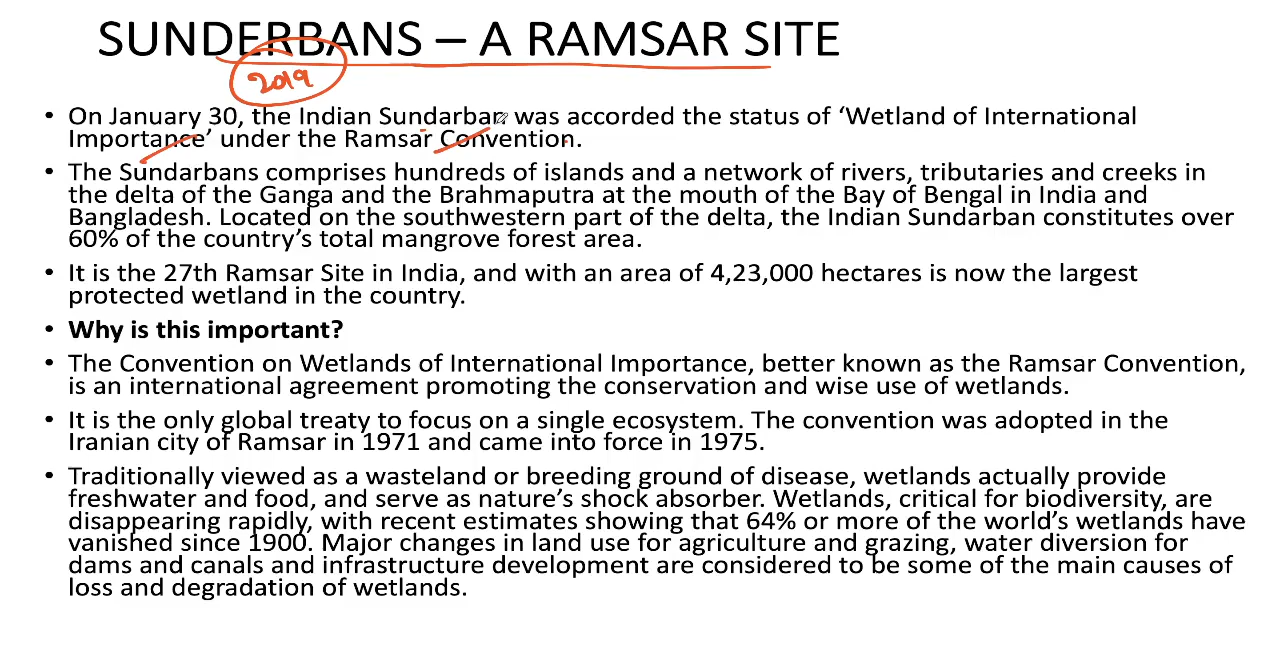 SUNDERBANS – A RAMSAR SITE
2019
• On January 30, the Indian Sundarban was accorded the status of ‘Wetland of International
Importance’ under the Ramsar Convention.
• The Sundarbans comprises hundreds of islands and a network of rivers, tributaries and creeks in
the delta of the Ganga and the Brahmaputra at the mouth of the Bay of Bengal in India and
Bangladesh. Located on the southwestern part of the delta, the Indian Sundarban constitutes over
60% of the country’s total mangrove forest area.
• It is the 27th Ramsar Site in India, and with an area of 4,23,000 hectares is now the largest
protected wetland in the country.
• Why is this important?
• The Convention on Wetlands of International Importance, better known as the Ramsar Convention,
is an international agreement promoting the conservation and wise use of wetlands.
• It is the only global treaty to focus on a single ecosystem. The convention was adopted in the
Iranian city of Ramsar in 1971 and came into force in 1975.
• Traditionally viewed as a wasteland or breeding ground of disease, wetlands actually provide
freshwater and food, and serve as nature’s shock absorber. Wetlands, critical for biodiversity, are
disappearing rapidly, with recent estimates showing that 64% or more of the world’s wetlands have
vanished since 1900. Major changes in land use for agriculture and grazing, water diversion for
dams and canals and infrastructure development are considered to be some of the main causes of
loss and degradation of wetlands.